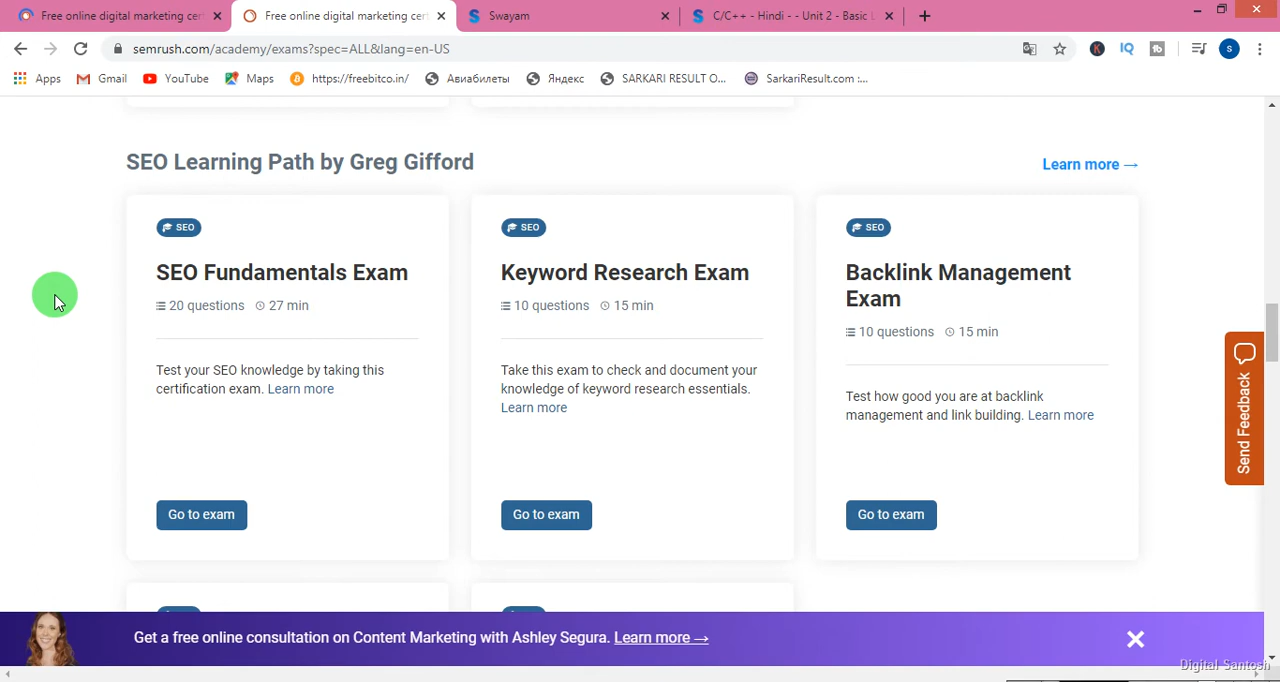 Free online digital marketing cer
Free online digital marketing cer
Swayam
C/C++ - Hindi - - Unit 2 - Basic L
semrush.com/academy/exams?spec=ALL&lang=en-US
Apps
Gmail
YouTube
Maps
https://freebitco.in/
Авиабилеты
Яндекс
SARKARI RESULT O...
SarkariResult.com :...
SEO Learning Path by Greg Gifford
Learn more →
SEO
SEO Fundamentals Exam
20 questions 27 min
Test your SEO knowledge by taking this
certification exam. Learn more
Go to exam
SEO
Keyword Research Exam
10 questions 15 min
Take this exam to check and document your
knowledge of keyword research essentials.
Learn more
Go to exam
SEO
Backlink Management
Exam
10 questions 15 min
Test how good you are at backlink
management and link building. Learn more
Go to exam
Send Feedback
Get a free online consultation on Content Marketing with Ashley Segura. Learn more →
Digital Santosh